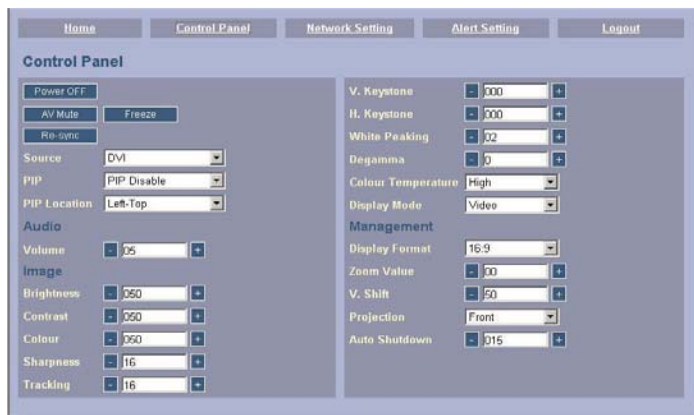 Home Control Panel Network Setting Alert Setting Logout
Control Panel
Power OFF
AV Mute Freeze
Re-sync
Source DVI
PIP PIP Disable
PIP Location Left-Top
Audio
Volume - 05 +
Image
Brightness - 050 +
Contrast - 050 +
Colour - 050 +
Sharpness - 16 +
Tracking - 16 +
V. Keystone - 000 +
H. Keystone - 000 +
White Peaking - 02 +
Degamma - 0 +
Colour Temperature High
Display Mode Video
Management
Display Format 16:9
Zoom Value - 00 +
V. Shift - 50 +
Projection Front
Auto Shutdown - 015 +